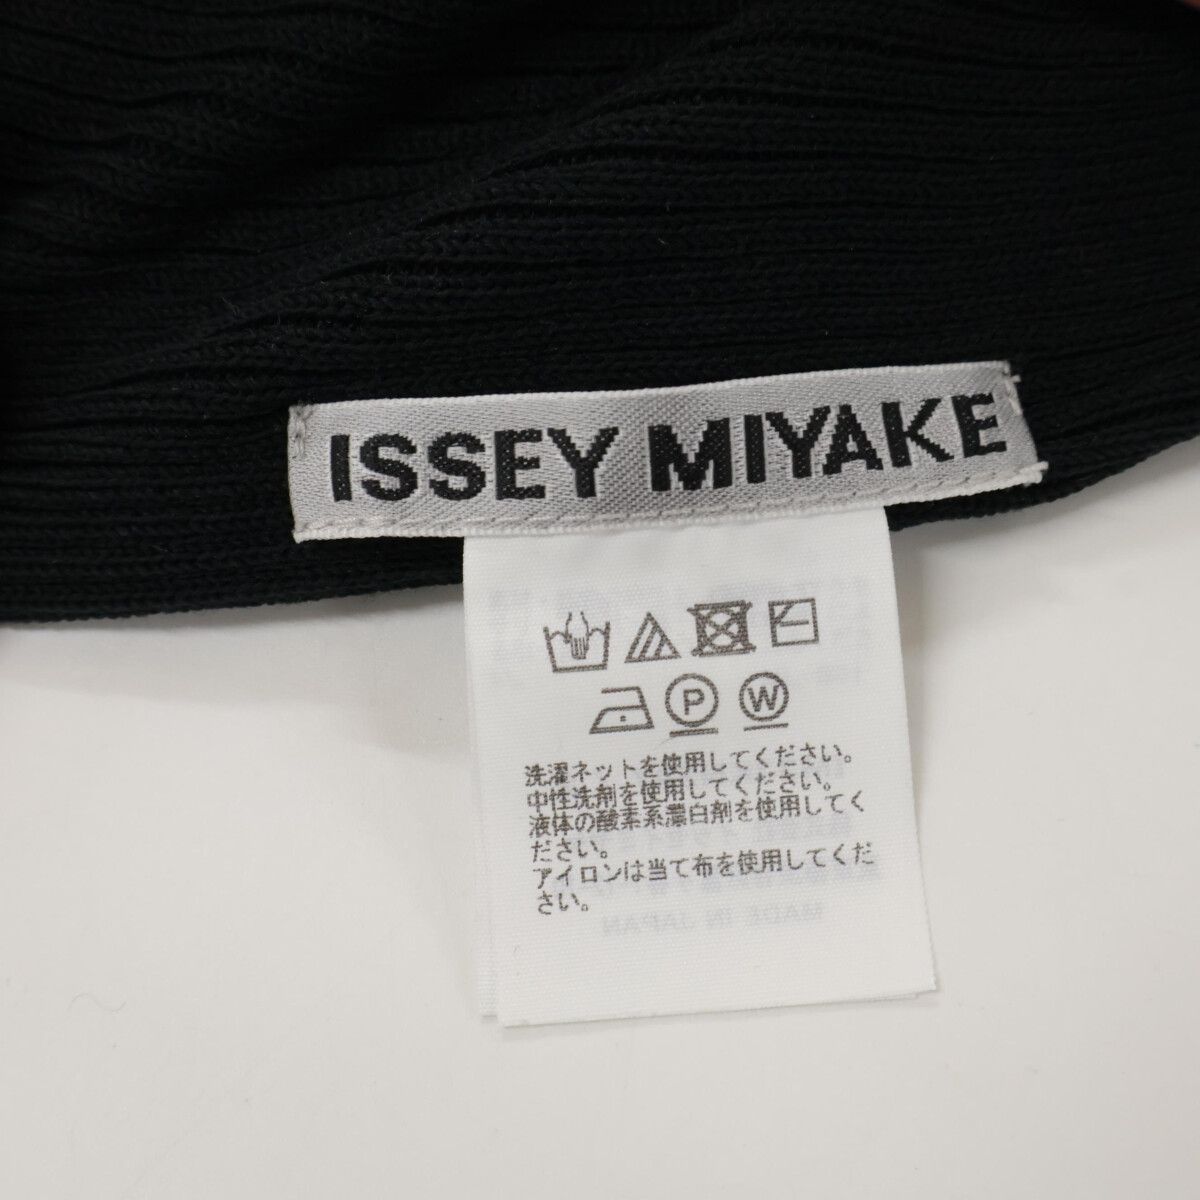 ISSEY MIYAKE
P W
洗濯ネットを使用してください。
中性洗剤を使用してください。
液体の酸素系漂白剤を使用してく
ださい。
アイロンは当て布を使用してくだ
さい。
MADE IN JAPAN